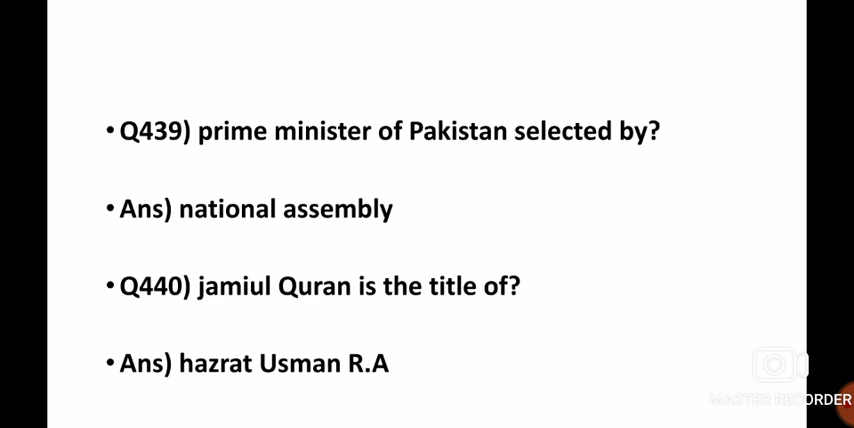 • Q439) prime minister of Pakistan selected by?
• Ans) national assembly
• Q440) jamiul Quran is the title of?
• Ans) hazrat Usman R.A
MASTER RECORDER